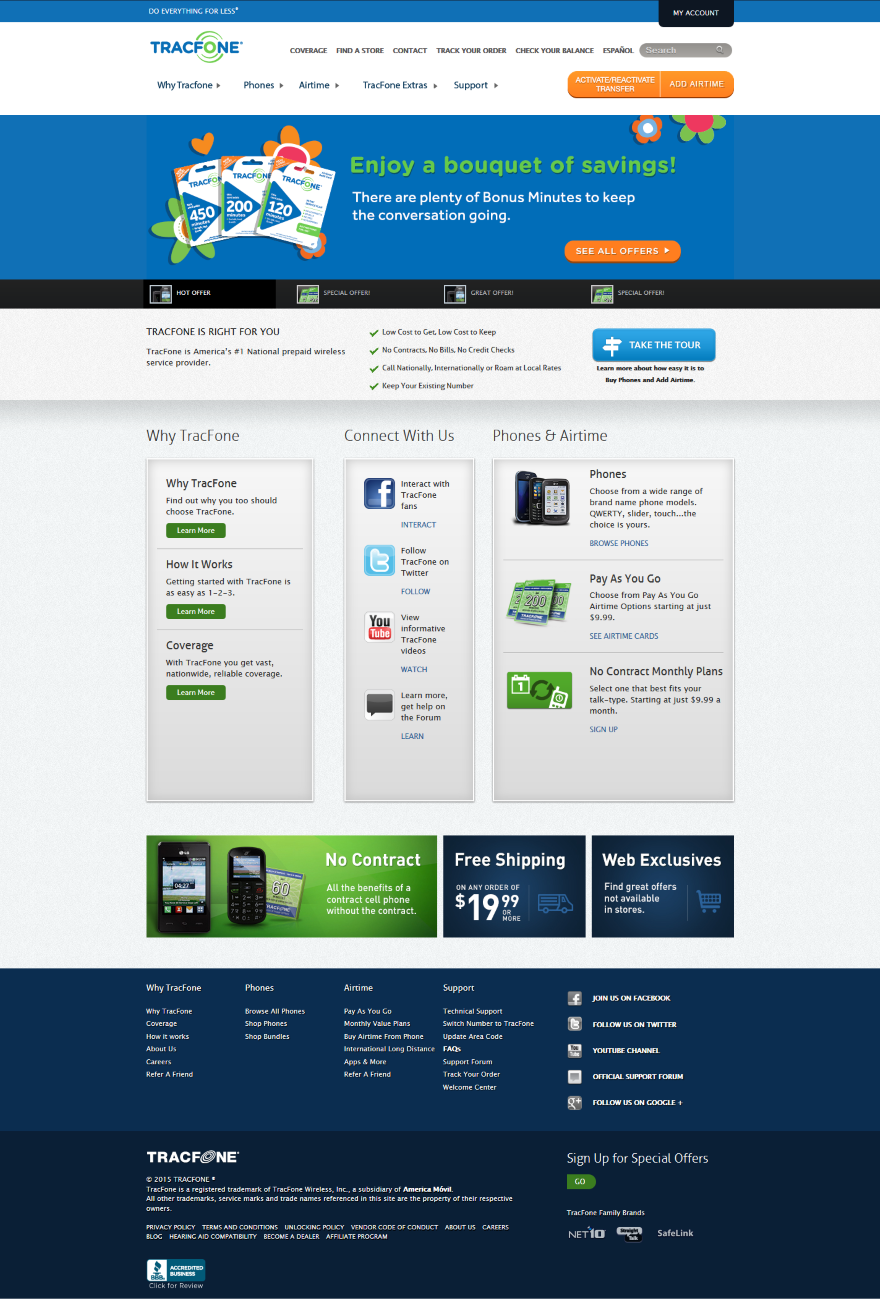 DO EVERYTHING FOR LESS®
MY ACCOUNT
TRACFONE®
COVERAGE FIND A STORE CONTACT TRACK YOUR ORDER CHECK YOUR BALANCE ESPAÑOL Search
Why Tracfone Phones Airtime TracFone Extras Support
ACTIVATE/REACTIVATE
TRANSFER
ADD AIRTIME
Enjoy a bouquet of savings!
There are plenty of Bonus Minutes to keep
the conversation going.
TRACFONE
450
minutes
200
minutes
120
minutes
SEE ALL OFFERS
HOT OFFER SPECIAL OFFER! GREAT OFFER! SPECIAL OFFER!
TRACFONE IS RIGHT FOR YOU
TracFone is America's #1 National prepaid wireless
service provider.
Low Cost to Get, Low Cost to Keep
No Contracts, No Bills, No Credit Checks
Call Nationally, Internationally or Roam at Local Rates
Keep Your Existing Number
TAKE THE TOUR
Learn more about how easy it is to
Buy Phones and Add Airtime.
Why TracFone
Why TracFone
Find out why you too should
choose TracFone.
Learn More
How It Works
Getting started with TracFone is
as easy as 1-2-3.
Learn More
Coverage
With TracFone you get vast,
nationwide, reliable coverage.
Learn More
Connect With Us
Interact with
TracFone
fans
INTERACT
Follow
TracFone on
Twitter
FOLLOW
You
Tube
View
informative
TracFone
videos
WATCH
Learn more,
get help on
the Forum
LEARN
Phones & Airtime
Phones
Choose from a wide range of
brand name phone models.
QWERTY, slider, touch...the
choice is yours.
BROWSE PHONES
200
Pay As You Go
Choose from Pay As You Go
Airtime Options starting at just
$9.99.
SEE AIRTIME CARDS
1
No Contract Monthly Plans
Select one that best fits your
talk-type. Starting at just $9.99 a
month.
SIGN UP
04:27
60
No Contract
All the benefits of a
contract cell phone
without the contract.
Free Shipping
ON ANY ORDER OF
$19.99
OR
MORE
Web Exclusives
Find great offers
not available
in stores.
Why TracFone
Why TracFone
Coverage
How it works
About Us
Careers
Refer A Friend
Phones
Browse All Phones
Shop Phones
Shop Bundles
Airtime
Pay As You Go
Monthly Value Plans
Buy Airtime From Phone
International Long Distance
Apps & More
Refer A Friend
Support
Technical Support
Switch Number to TracFone
Update Area Code
FAQs
Support Forum
Track Your Order
Welcome Center
JOIN US ON FACEBOOK
FOLLOW US ON TWITTER
YOUTUBE CHANNEL
OFFICIAL SUPPORT FORUM
FOLLOW US ON GOOGLE +
TRACFONE®
© 2015 TRACFONE ®
TracFone is a registered trademark of TracFone Wireless, Inc., a subsidiary of America Móvil.
All other trademarks, service marks and trade names referenced in this site are the property of their respective
owners.
PRIVACY POLICY TERMS AND CONDITIONS UNLOCKING POLICY VENDOR CODE OF CONDUCT ABOUT US CAREERS
BLOG HEARING AID COMPATIBILITY BECOME A DEALER AFFILIATE PROGRAM
BBB
ACCREDITED
BUSINESS
Click for Review
Sign Up for Special Offers
GO
TracFone Family Brands
NET10 Straight Talk SafeLink